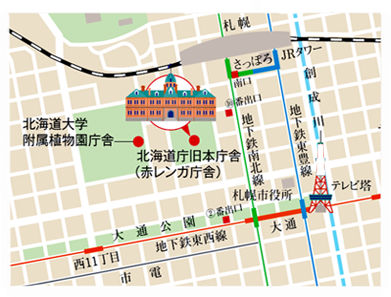 札幌
さっぽろ
JRタワー
南口
⑩番出口
創成川
北海道大学
附属植物園庁舎
北海道庁旧本庁舎
(赤レンガ庁舎)
地下鉄南北線
地下鉄東豊線
札幌市役所
テレビ塔
②番出口
大通公園
大通
地下鉄東西線
西11丁目
市電